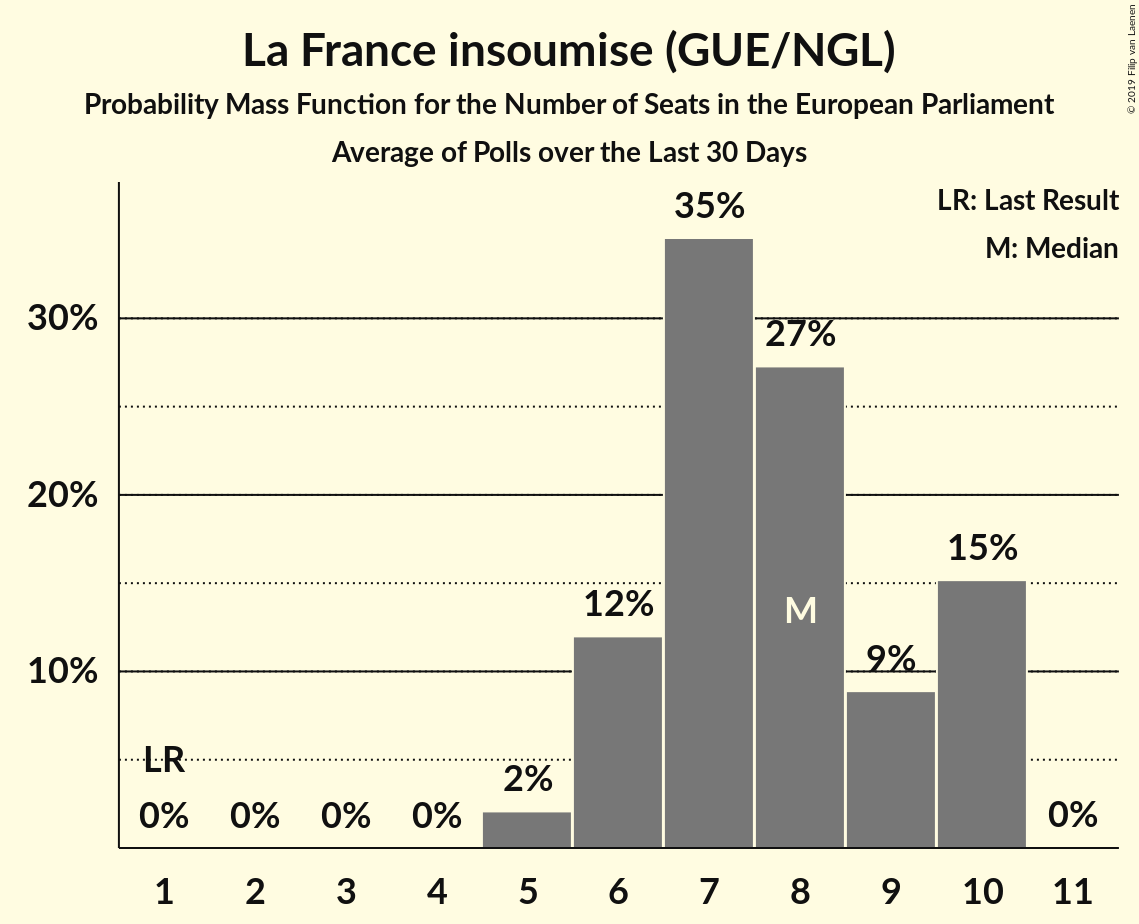 La France insoumise (GUE/NGL)
Probability Mass Function for the Number of Seats in the European Parliament
Average of Polls over the Last 30 Days
© 2019 Filip van Laenen
LR: Last Result
M: Median
35%
30%
27%
20%
15%
12%
M
10%
9%
LR
2%
0% 0% 0% 0% 0%
1 2 3 4 5 6 7 8 9 10 11